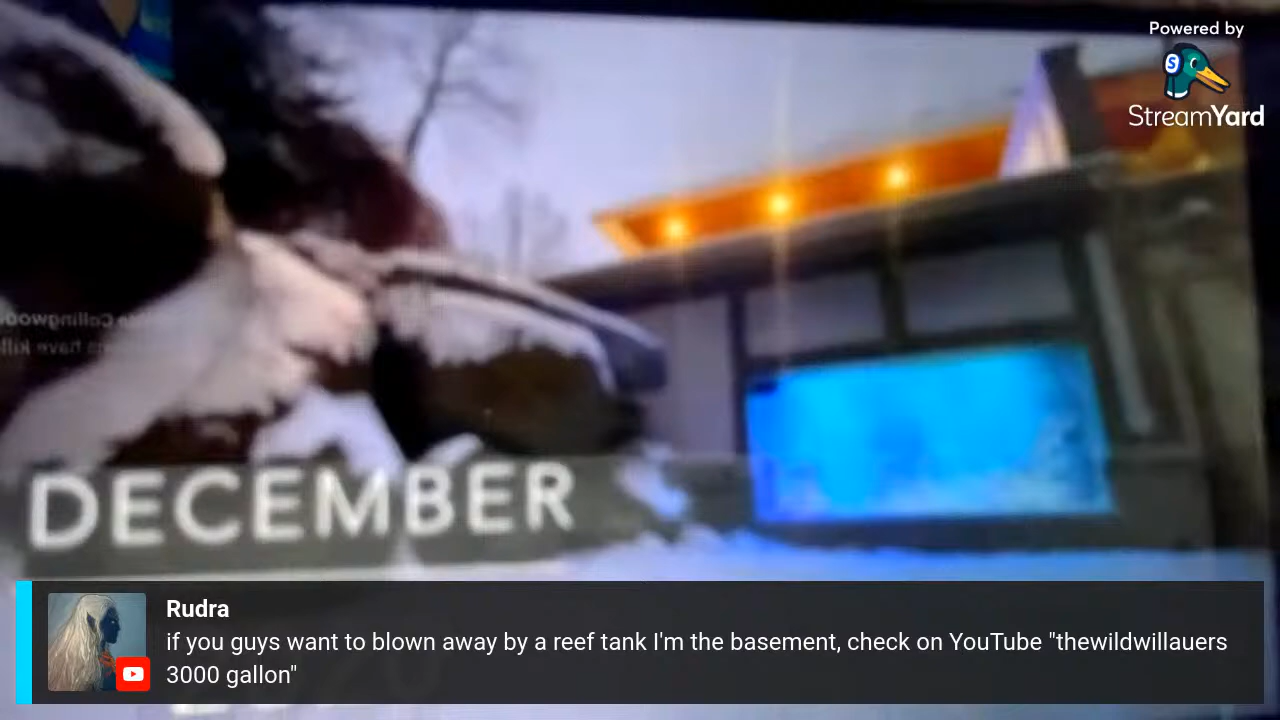 Powered by
StreamYard
DECEMBER
Rudra
if you guys want to blown away by a reef tank I'm the basement, check on YouTube "thewildwillauers
3000 gallon"